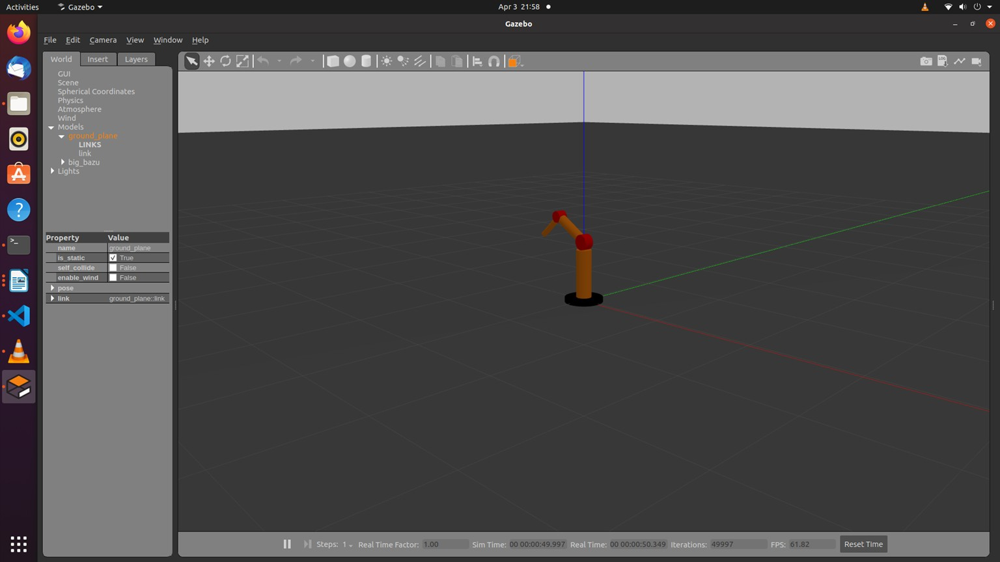 Activities Gazebo Apr 3 21:58
Gazebo
File Edit Camera View Window Help
World Insert Layers
LOG
GUI
Scene
Spherical Coordinates
Physics
Atmosphere
Wind
Models
ground_plane
LINKS
link
big_bazu
Lights
Property Value
name ground_plane
is_static True
self_collide False
enable_wind False
pose
link ground_plane::link
Steps: 1 Real Time Factor: 1.00 Sim Time: 00 00:00:49.997 Real Time: 00 00:00:50.349 Iterations: 49997 FPS: 61.82 Reset Time